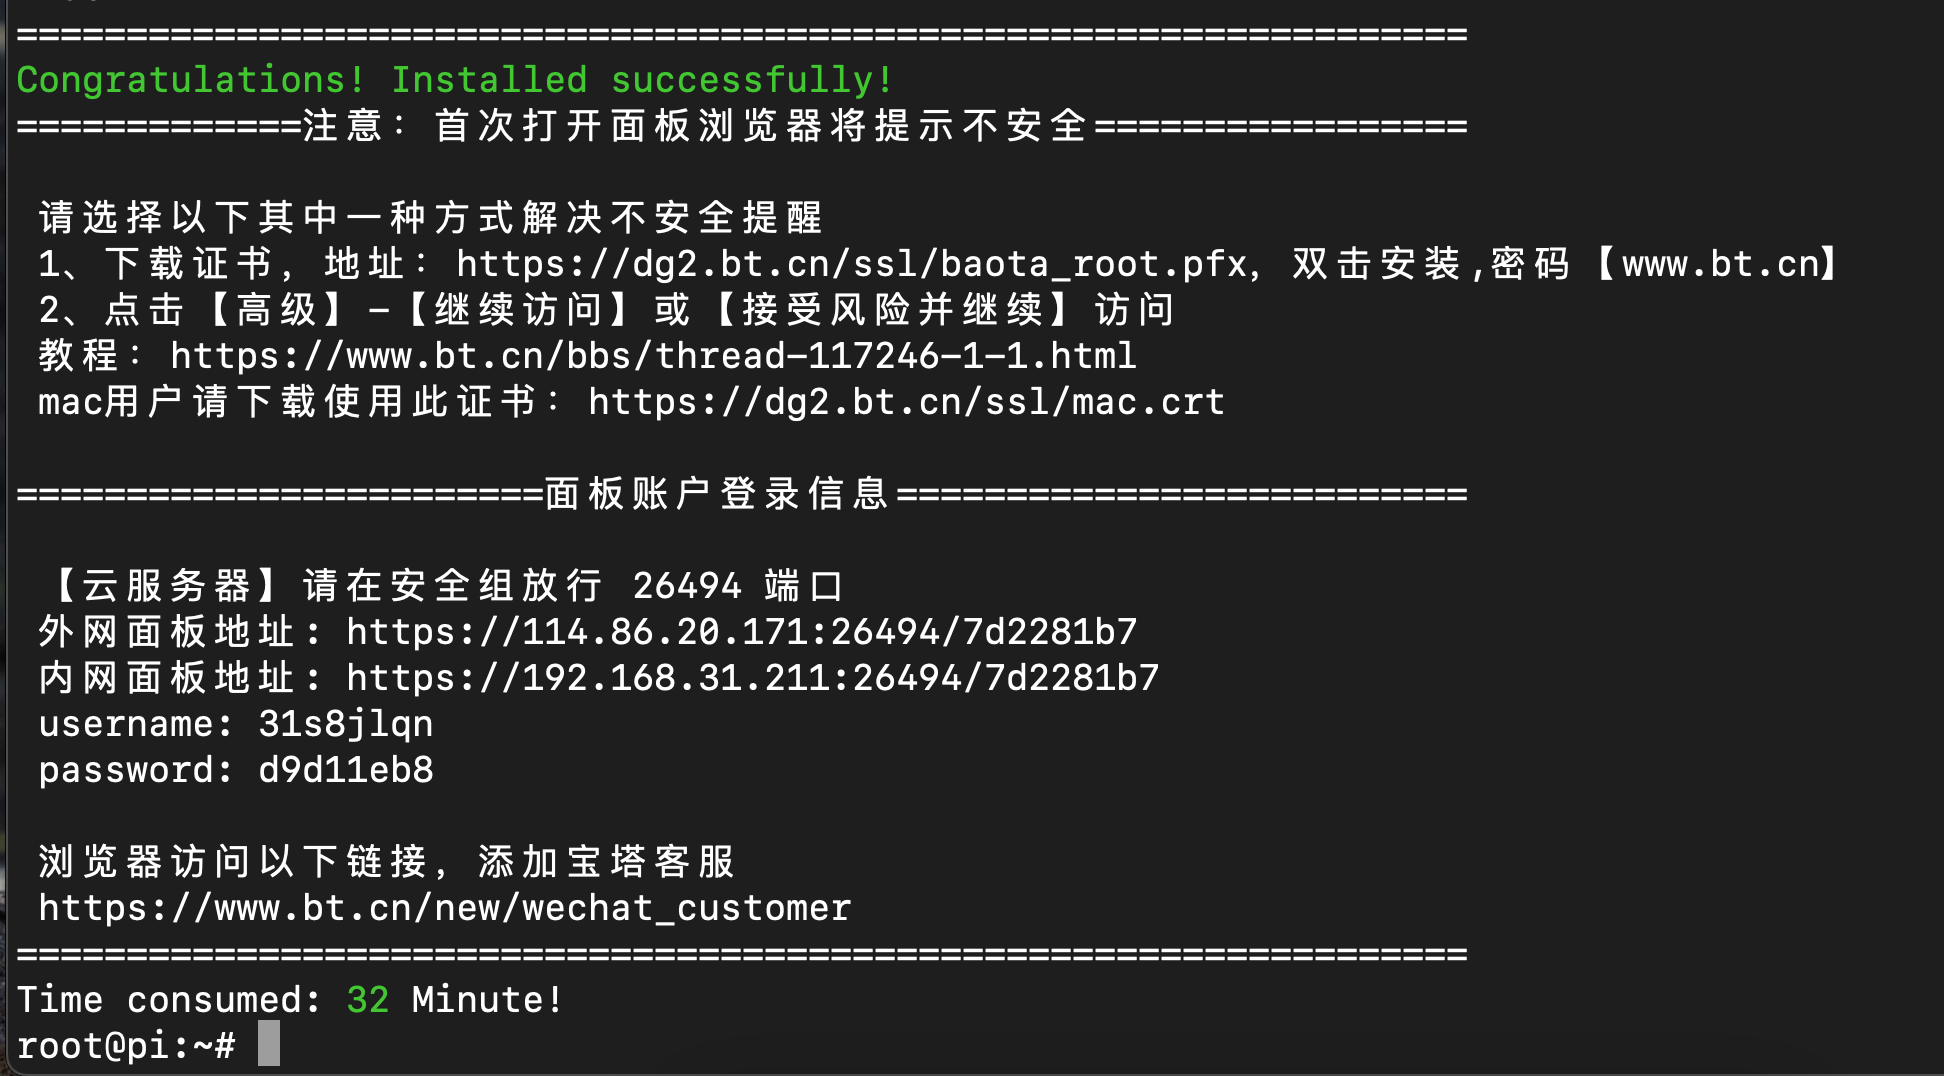 ==================================================================
Congratulations! Installed successfully!
=============注意：首次打开面板浏览器将提示不安全=================
请选择以下其中一种方式解决不安全提醒
1、下载证书，地址：https://dg2.bt.cn/ssl/baota_root.pfx，双击安装,密码【www.bt.cn】
2、点击【高级】-【继续访问】或【接受风险并继续】访问
教程：https://www.bt.cn/bbs/thread-117246-1-1.html
mac用户请下载使用此证书：https://dg2.bt.cn/ssl/mac.crt
========================面板账户登录信息==========================
【云服务器】请在安全组放行 26494 端口
外网面板地址: https://114.86.20.171:26494/7d2281b7
内网面板地址: https://192.168.31.211:26494/7d2281b7
username: 31s8jlqn
password: d9d11eb8
浏览器访问以下链接，添加宝塔客服
https://www.bt.cn/new/wechat_customer
==================================================================
Time consumed: 32 Minute!
root@pi:~#